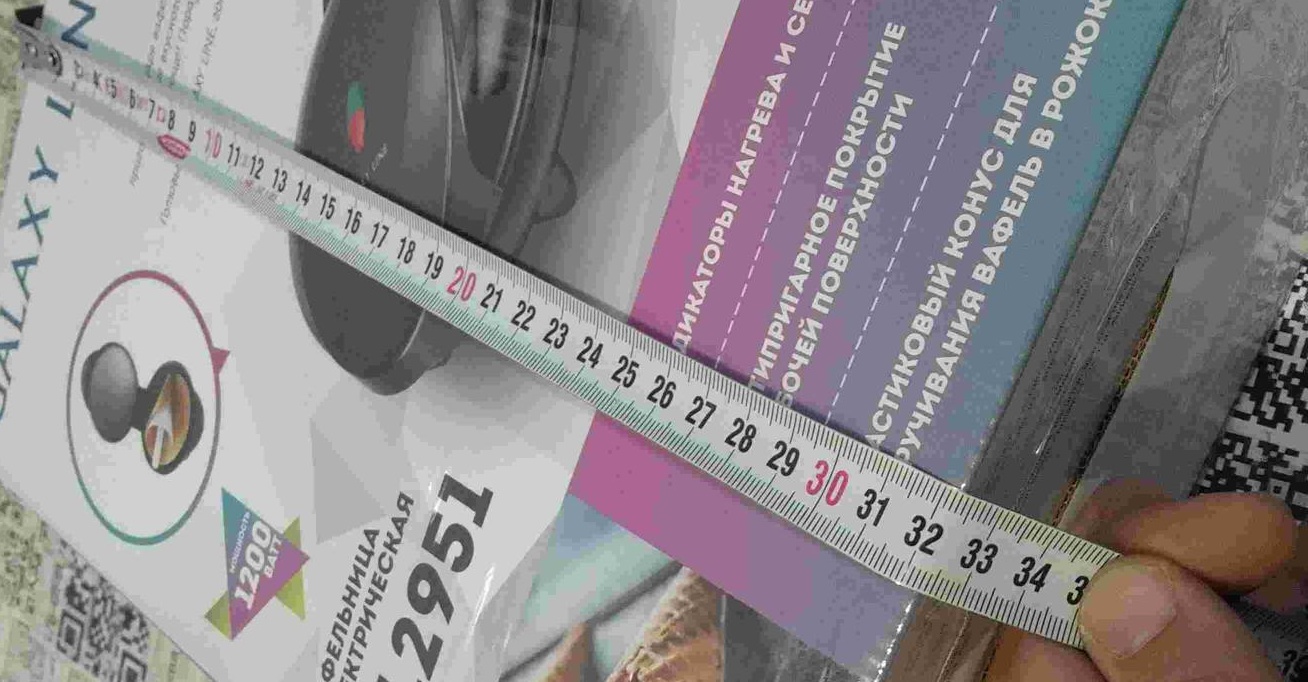 GALAXY
ДИКАТОРЫ НАГРЕВА И СЕ
ТИПРИГАРНОЕ ПОКРЫТИЕ
БОЧЕЙ ПОВЕРХНОСТИ
АСТИКОВЫЙ КОНУС ДЛЯ
РУЧИВАНИЯ ВАФЕЛЬ В РОЖОК
МОЩНОСТЬ
1200
ВАТТ
ФЕЛЬНИЦА
ЕКТРИЧЕСКАЯ
2951
5 6 7 8 9 10 11 12 13 14 15 16 17 18 19 20 21 22 23 24 25 26 27 28 29 30 31 32 33 34 3